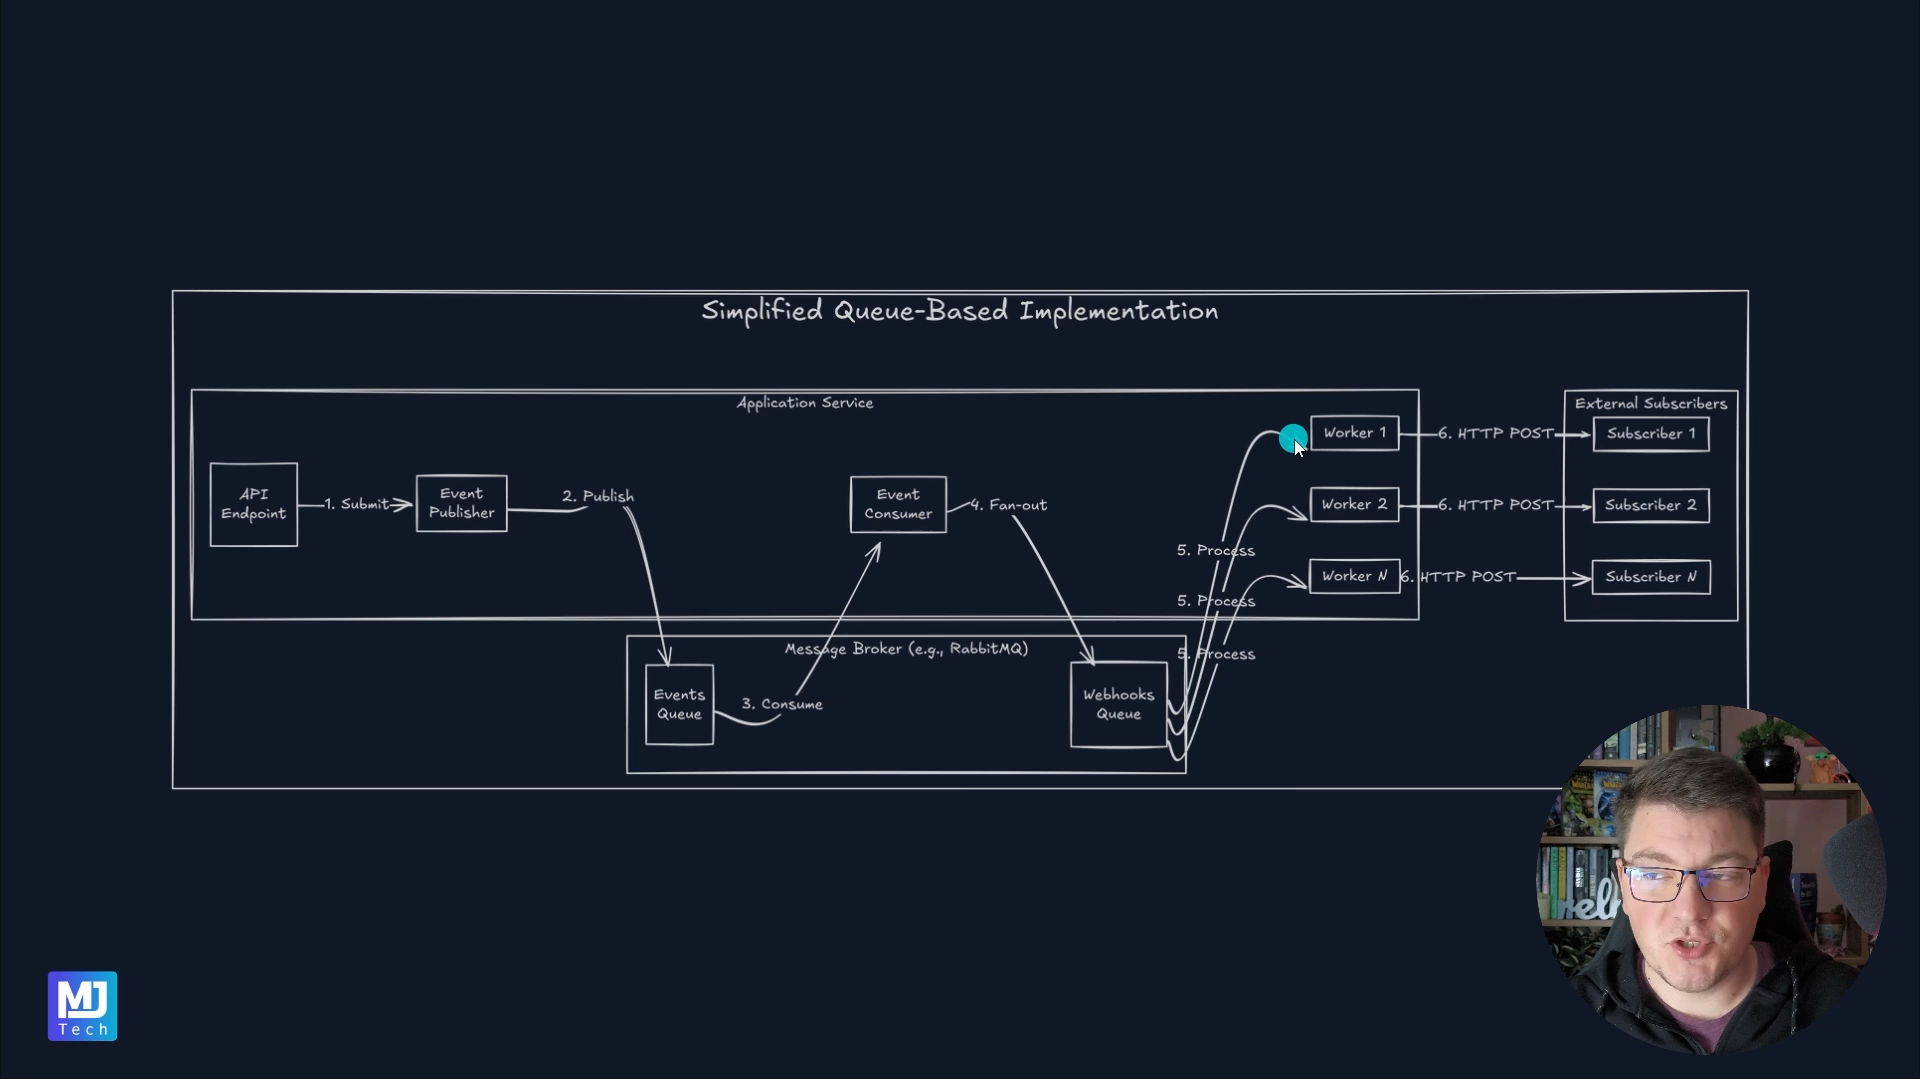 Simplified Queue-Based Implementation
Application Service
External Subscribers
API
Endpoint
1. Submit
Event
Publisher
2. Publish
Event
Consumer
4. Fan-out
Worker 1
6. HTTP POST
Subscriber 1
Worker 2
6. HTTP POST
Subscriber 2
Worker N
6. HTTP POST
Subscriber N
5. Process
5. Process
5. Process
Message Broker (e.g., RabbitMQ)
Events
Queue
3. Consume
Webhooks
Queue
MJ
Tech